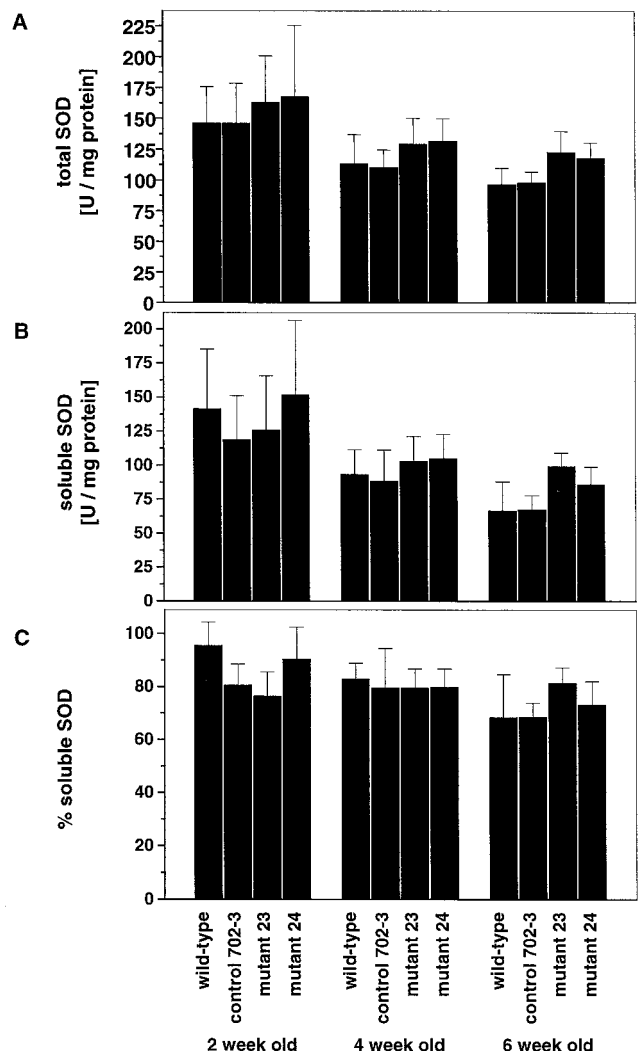 A
total SOD
[U / mg protein]
225
200
175
150
125
100
75
50
25
0
B
soluble SOD
[U / mg protein]
200
175
150
125
100
75
50
25
0
C
% soluble SOD
100
80
60
40
20
0
wild-type
control 702-3
mutant 23
mutant 24
wild-type
control 702-3
mutant 23
mutant 24
wild-type
control 702-3
mutant 23
mutant 24
2 week old
4 week old
6 week old